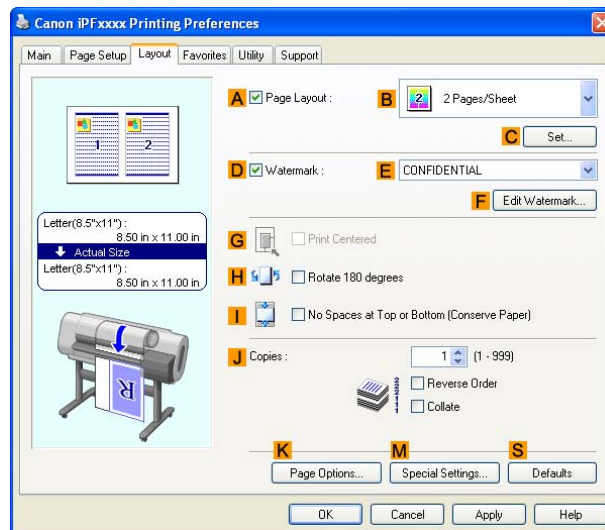 Canon iPFxxxx Printing Preferences
Main Page Setup Layout Favorites Utility Support
A Page Layout : B 2 2 Pages/Sheet
C Set...
1 2
D Watermark : E CONFIDENTIAL
F Edit Watermark...
Letter(8.5"x11") :
8.50 in x 11.00 in
Actual Size
Letter(8.5"x11") :
8.50 in x 11.00 in
G Print Centered
H Rotate 180 degrees
I No Spaces at Top or Bottom (Conserve Paper)
R
J Copies : 1 (1 - 999)
Reverse Order
Collate
K M S
Page Options... Special Settings... Defaults
OK Cancel Apply Help